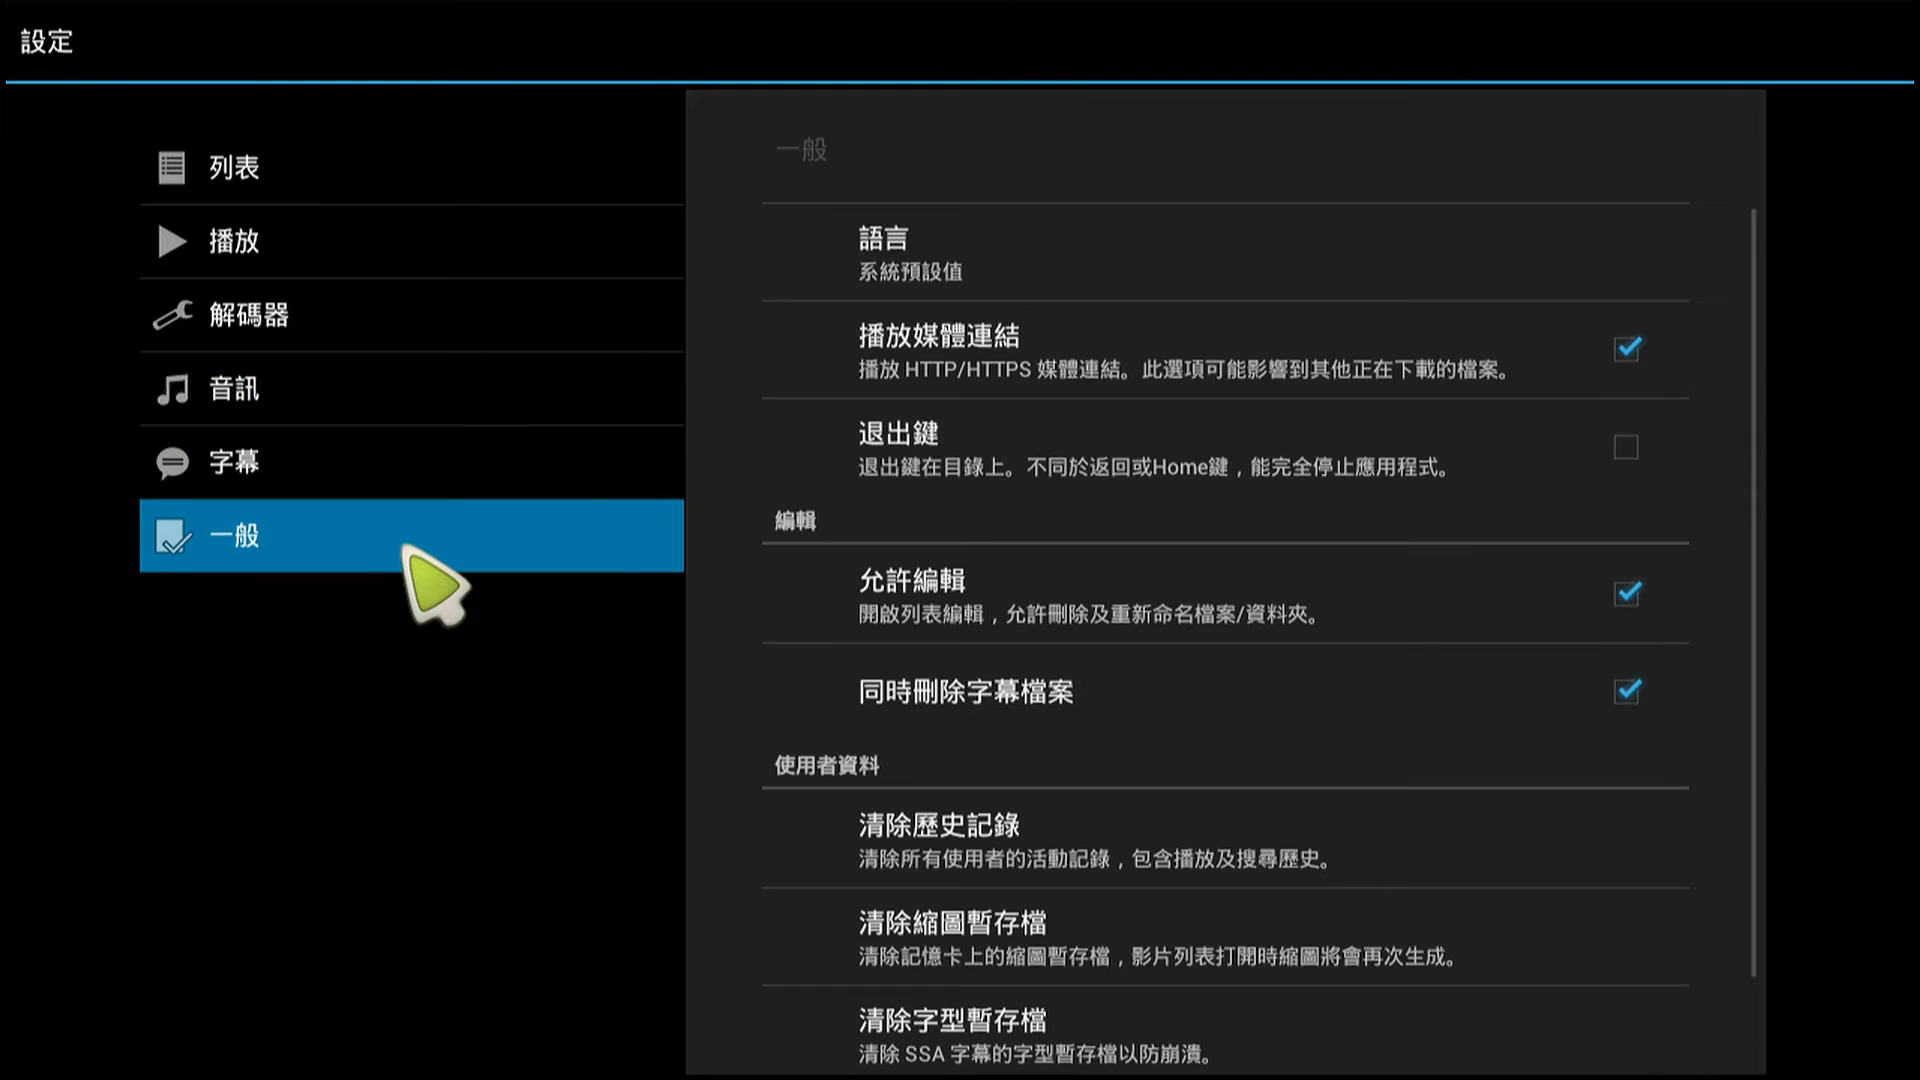 設定
列表
播放
解碼器
音訊
字幕
一般
一般
語言
系統預設值
播放媒體連結
播放 HTTP/HTTPS 媒體連結。此選項可能影響到其他正在下載的檔案。
退出鍵
退出鍵在目錄上。不同於返回或Home鍵，能完全停止應用程式。
編輯
允許編輯
開啟列表編輯，允許刪除及重新命名檔案/資料夾。
同時刪除字幕檔案
使用者資料
清除歷史記錄
清除所有使用者的活動記錄，包含播放及搜尋歷史。
清除縮圖暫存檔
清除記憶卡上的縮圖暫存檔，影片列表打開時縮圖將會再次生成。
清除字型暫存檔
清除 SSA 字幕的字型暫存檔以防崩潰。